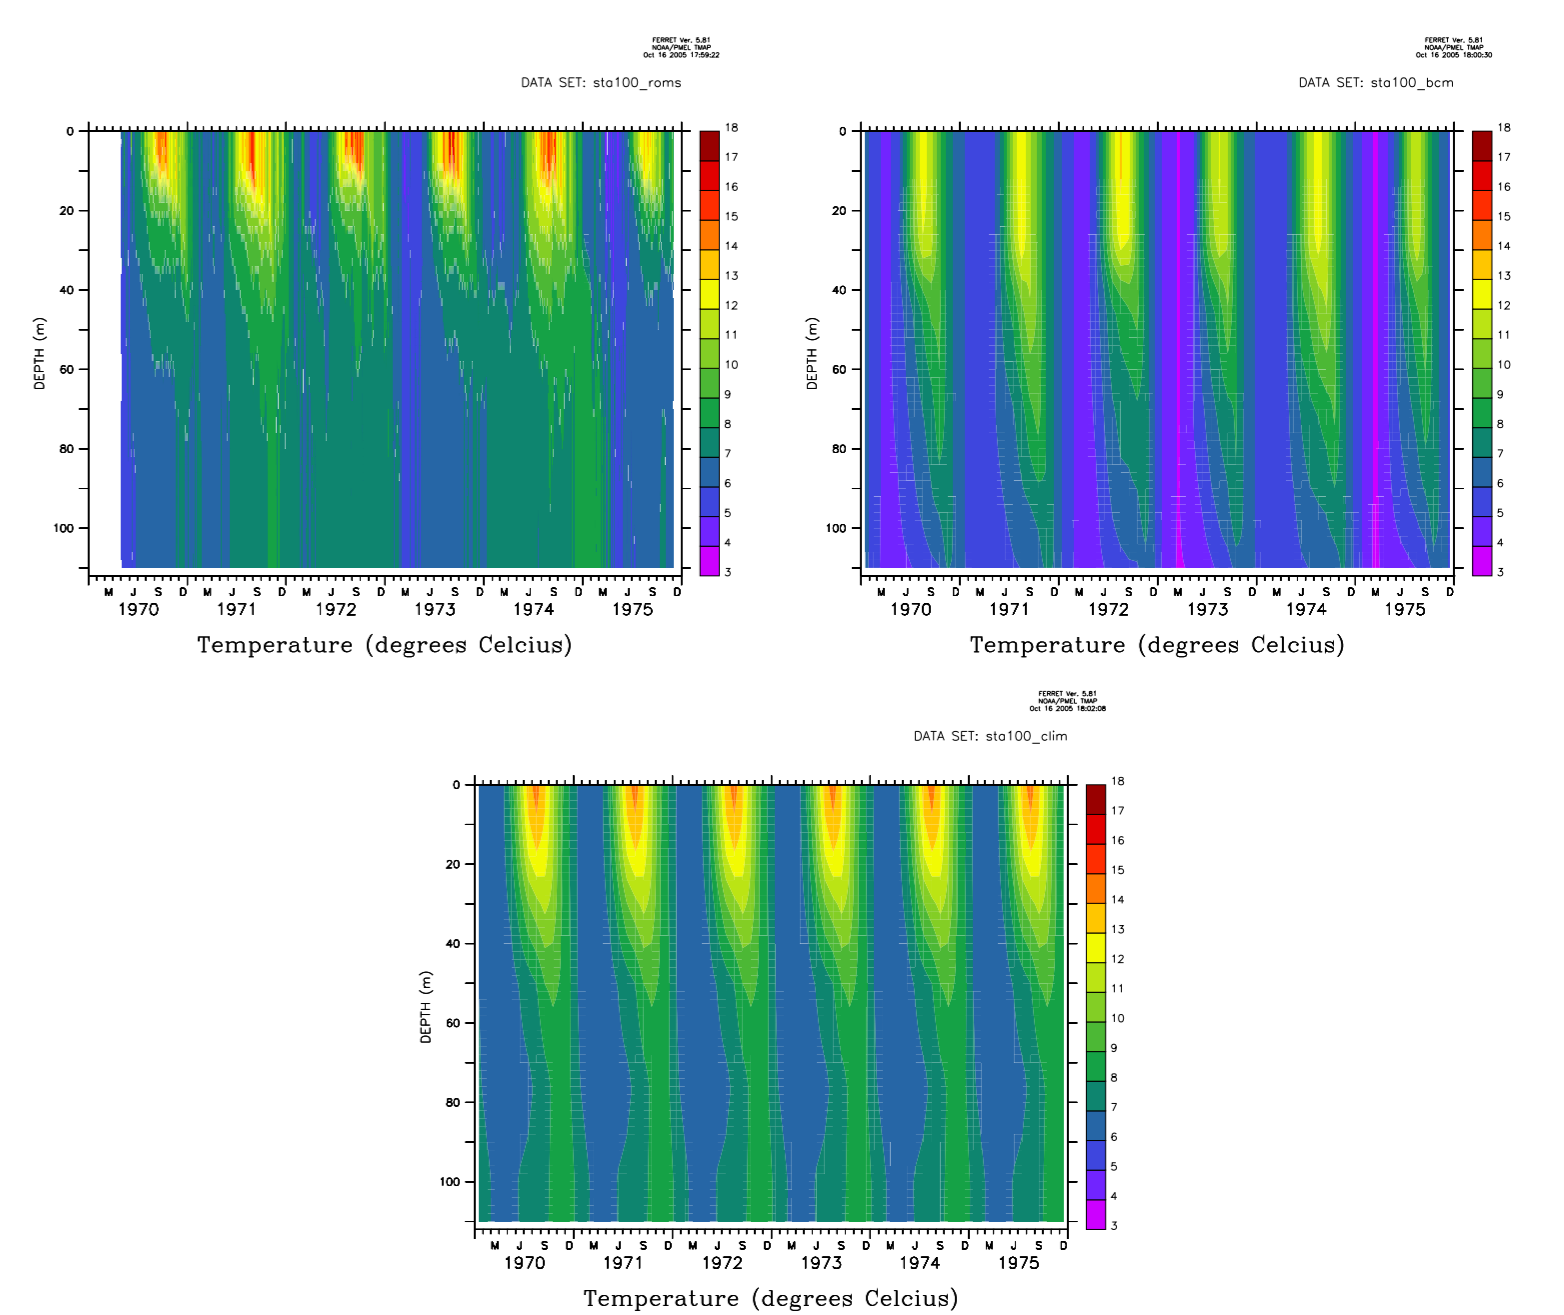 FERRET Ver. 5.81
NOAA/PMEL TMAP
Oct 16 2005 17:59:22
DATA SET: sta100_roms
0
20
40
60
80
100
DEPTH (m)
18
17
16
15
14
13
12
11
10
9
8
7
6
5
4
3
M J S D M J S D M J S D M J S D M J S D M J S D
1970 1971 1972 1973 1974 1975
Temperature (degrees Celcius)
FERRET Ver. 5.81
NOAA/PMEL TMAP
Oct 16 2005 18:00:30
DATA SET: sta100_bcm
0
20
40
60
80
100
DEPTH (m)
18
17
16
15
14
13
12
11
10
9
8
7
6
5
4
3
M J S D M J S D M J S D M J S D M J S D M J S D
1970 1971 1972 1973 1974 1975
Temperature (degrees Celcius)
FERRET Ver. 5.81
NOAA/PMEL TMAP
Oct 16 2005 18:02:08
DATA SET: sta100_clim
0
20
40
60
80
100
DEPTH (m)
18
17
16
15
14
13
12
11
10
9
8
7
6
5
4
3
M J S D M J S D M J S D M J S D M J S D M J S D
1970 1971 1972 1973 1974 1975
Temperature (degrees Celcius)